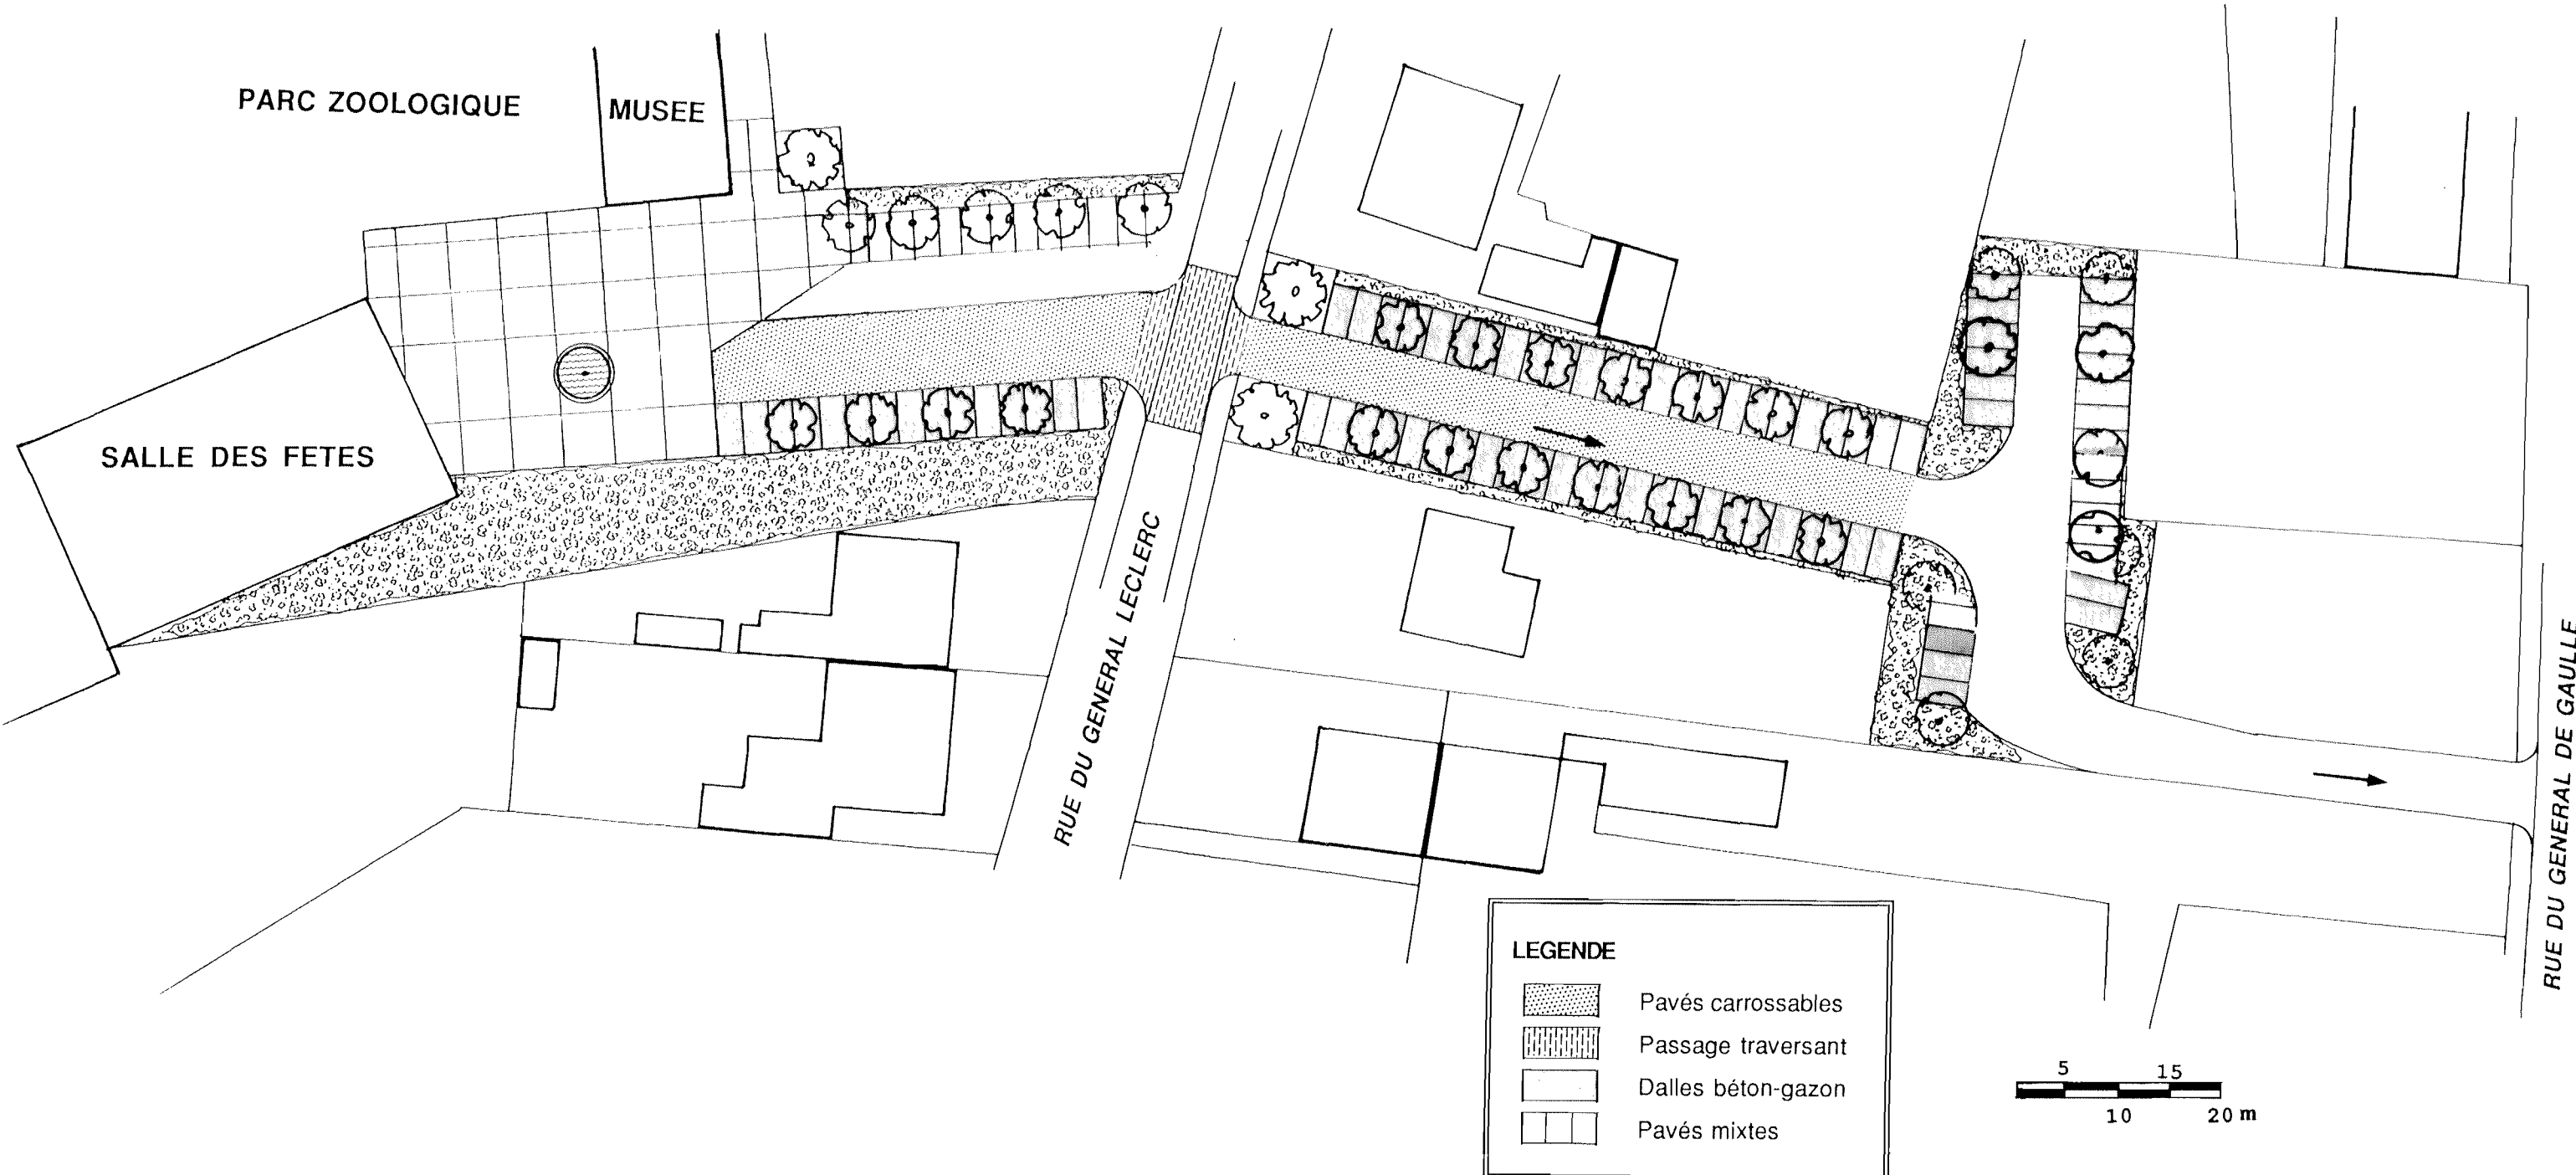 PARC ZOOLOGIQUE
MUSEE
SALLE DES FETES
RUE DU GENERAL LECLERC
RUE DU GENERAL DE GAULLE
LEGENDE
Pavés carrossables
Passage traversant
Dalles béton-gazon
Pavés mixtes
5 15
10 20 m